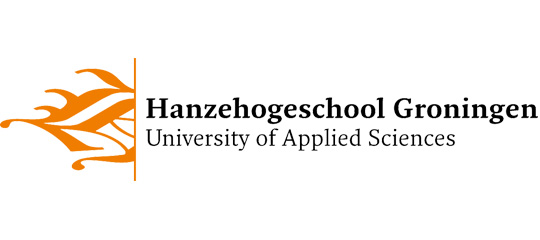 Hanzehogeschool Groningen
University of Applied Sciences